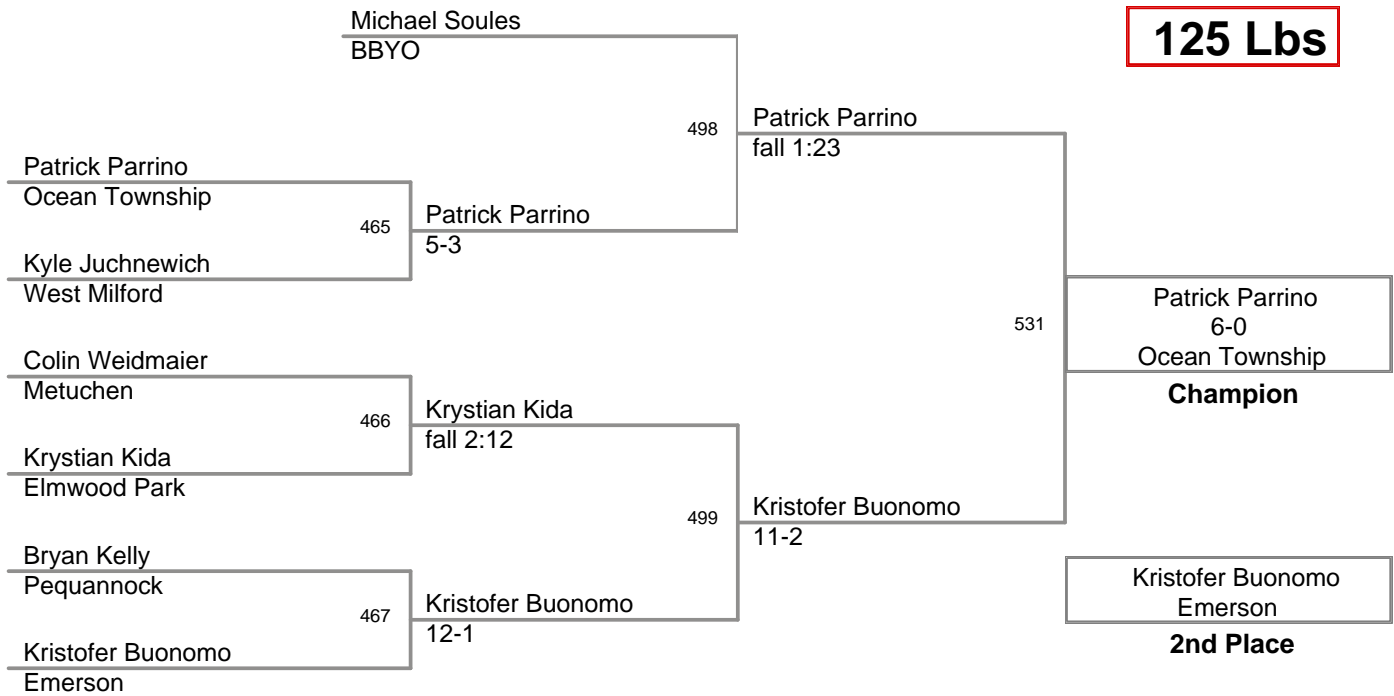 Michael Soules
BBYO
125 Lbs
498
Patrick Parrino
fall 1:23
Patrick Parrino
Ocean Township
465
Patrick Parrino
5-3
Kyle Juchnewich
West Milford
531
Patrick Parrino
6-0
Ocean Township
Champion
Colin Weidmaier
Metuchen
466
Krystian Kida
fall 2:12
Krystian Kida
Elmwood Park
499
Kristofer Buonomo
11-2
Bryan Kelly
Pequannock
467
Kristofer Buonomo
12-1
Kristofer Buonomo
Emerson
Kristofer Buonomo
Emerson
2nd Place